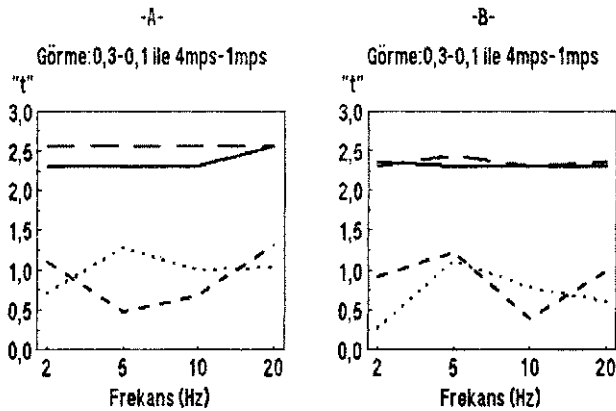 -A-
Görme:0,3-0,1 ile 4mps-1mps
"t"
3,0
2,5
2,0
1,5
1,0
0,5
0,0
2 5 10 20
Frekans (Hz)
-B-
Görme:0,3-0,1 ile 4mps-1mps
"t"
3,0
2,5
2,0
1,5
1,0
0,5
0,0
2 5 10 20
Frekans (Hz)